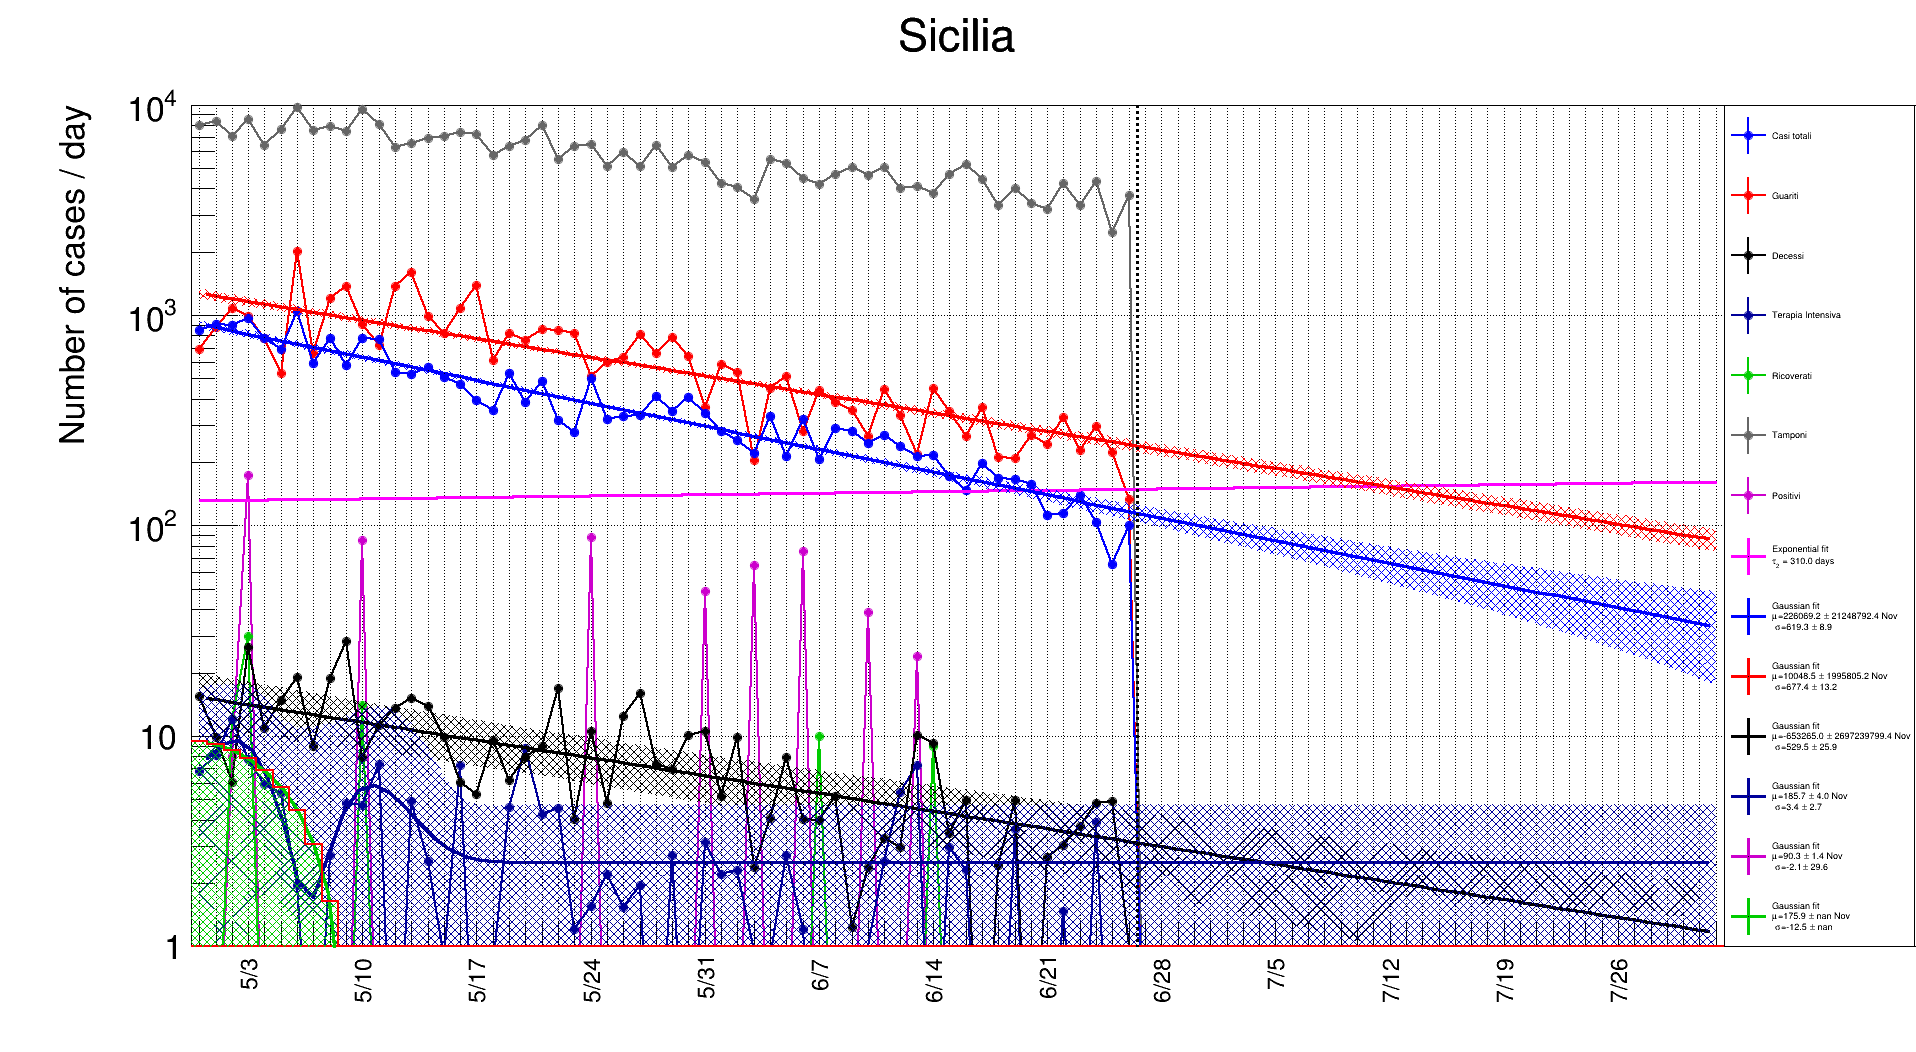 Sicilia
Number of cases / day
10^4
10^3
10^2
10
1
5/3
5/10
5/17
5/24
5/31
6/7
6/14
6/21
6/28
7/5
7/12
7/19
7/26
Casi totali
Guariti
Decessi
Terapia Intensiva
Ricoverati
Tamponi
Positivi
Exponential fit
τ₂ = 310.0 days
Gaussian fit
μ=226069.2 ± 21248792.4 Nov
σ=619.3 ± 8.9
Gaussian fit
μ=10048.5 ± 1995805.2 Nov
σ=677.4 ± 13.2
Gaussian fit
μ=-653265.0 ± 2697239799.4 Nov
σ=529.5 ± 25.9
Gaussian fit
μ=185.7 ± 4.0 Nov
σ=3.4 ± 2.7
Gaussian fit
μ=90.3 ± 1.4 Nov
σ=-2.1± 29.6
Gaussian fit
μ=175.9 ± nan Nov
σ=-12.5 ± nan